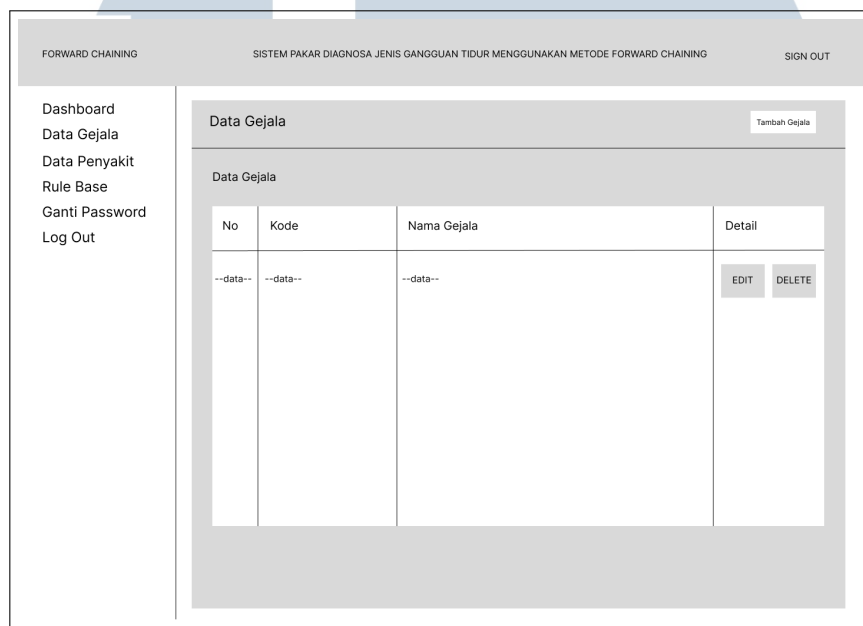 FORWARD CHAINING
SISTEM PAKAR DIAGNOSA JENIS GANGGUAN TIDUR MENGGUNAKAN METODE FORWARD CHAINING
SIGN OUT
Dashboard
Data Gejala
Data Penyakit
Rule Base
Ganti Password
Log Out
Data Gejala
Tambah Gejala
Data Gejala
No Kode Nama Gejala Detail
--data-- --data-- --data-- EDIT DELETE